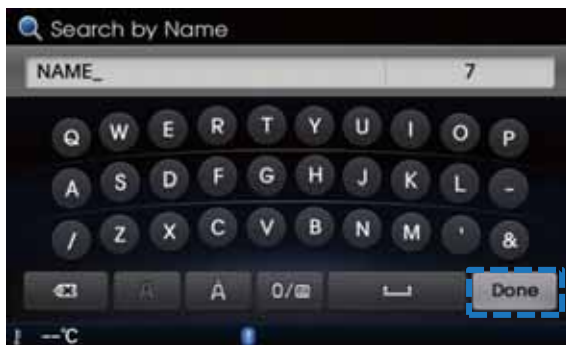 Search by Name
NAME_ 7
Q W E R T Y U I O P
A S D F G H J K L -
/ Z X C V B N M ' &
Á 0/ Done
--°C